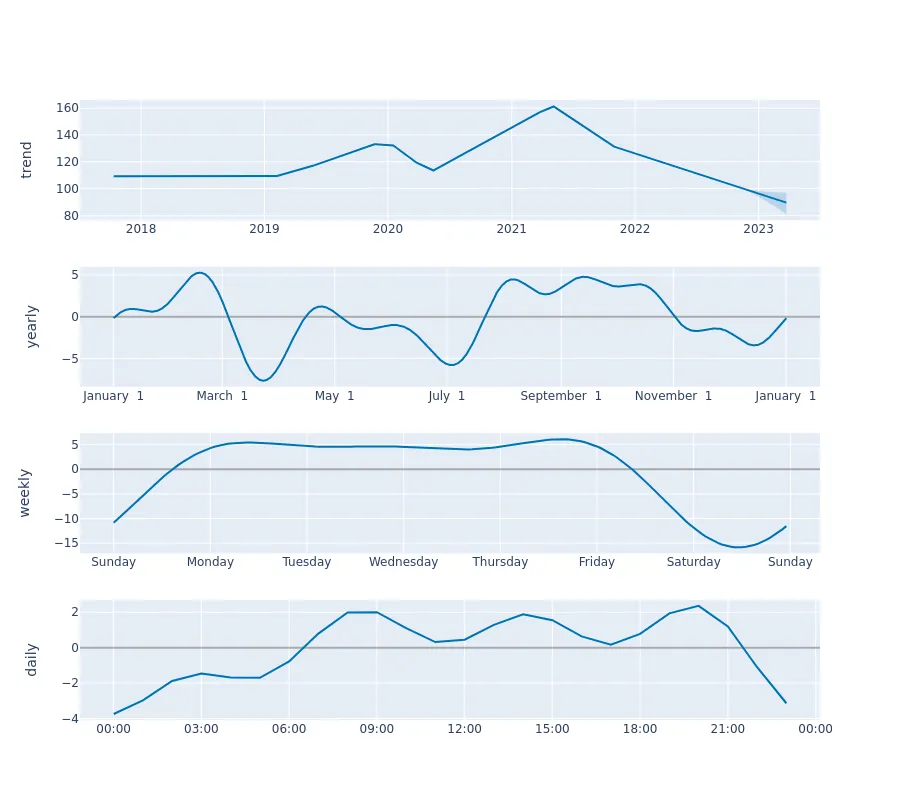 trend
160
140
120
100
80
2018 2019 2020 2021 2022 2023
yearly
5
0
−5
January 1 March 1 May 1 July 1 September 1 November 1 January 1
weekly
5
0
−5
−10
−15
Sunday Monday Tuesday Wednesday Thursday Friday Saturday Sunday
daily
2
0
−2
−4
00:00 03:00 06:00 09:00 12:00 15:00 18:00 21:00 00:00